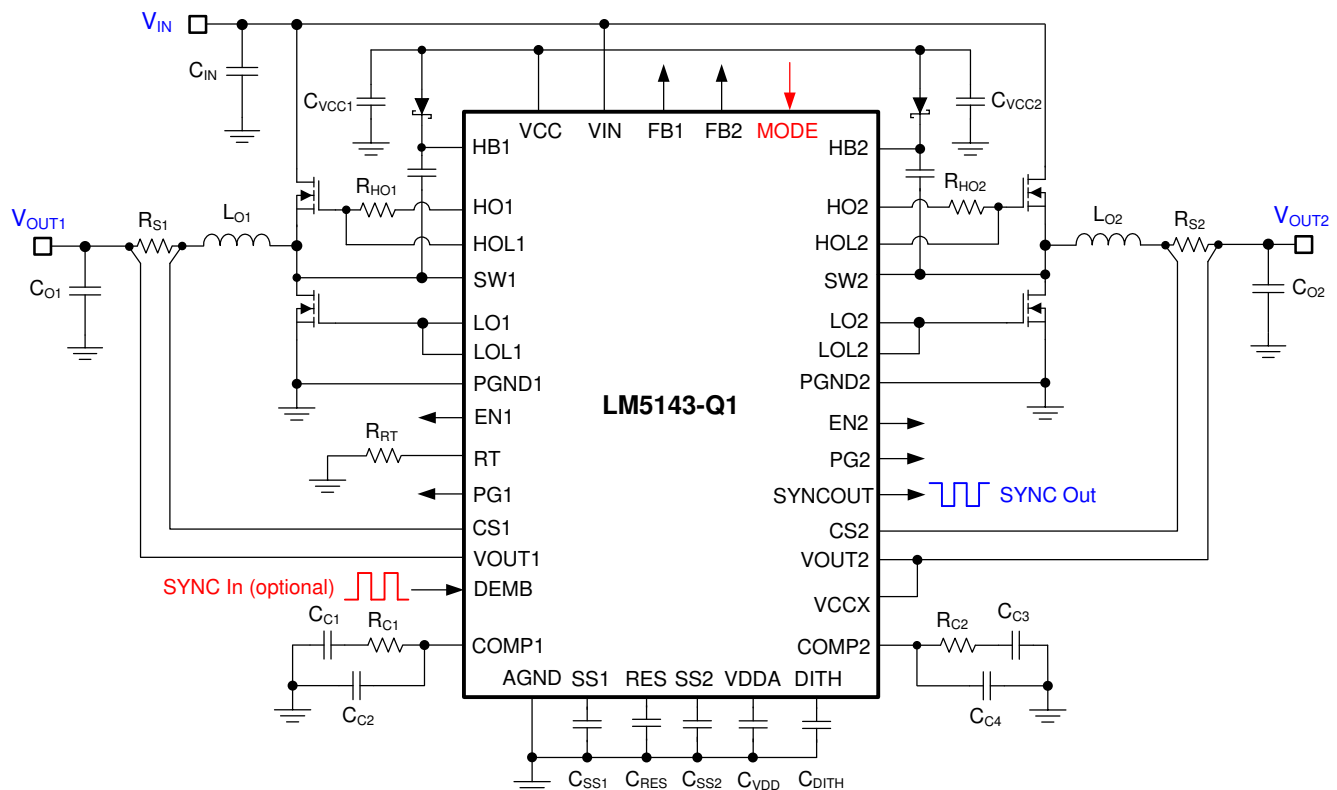 VIN
CIN
CVCC1
CVCC2
VCC VIN FB1 FB2 MODE
HB1
HB2
RHO1
RHO2
HO1
HO2
VOUT1
RS1
LO1
HOL1
HOL2
LO2
RS2
VOUT2
SW1
SW2
CO1
CO2
LO1
LO2
LOL1
LOL2
PGND1
PGND2
LM5143-Q1
EN1
EN2
RRT
RT
PG2
PG1
SYNCOUT
SYNC Out
CS1
CS2
VOUT1
VOUT2
SYNC In (optional)
DEMB
VCCX
CC1
RC1
COMP1
COMP2
RC2
CC3
CC2
CC4
AGND SS1 RES SS2 VDDA DITH
CSS1 CRES CSS2 CVDD CDITH